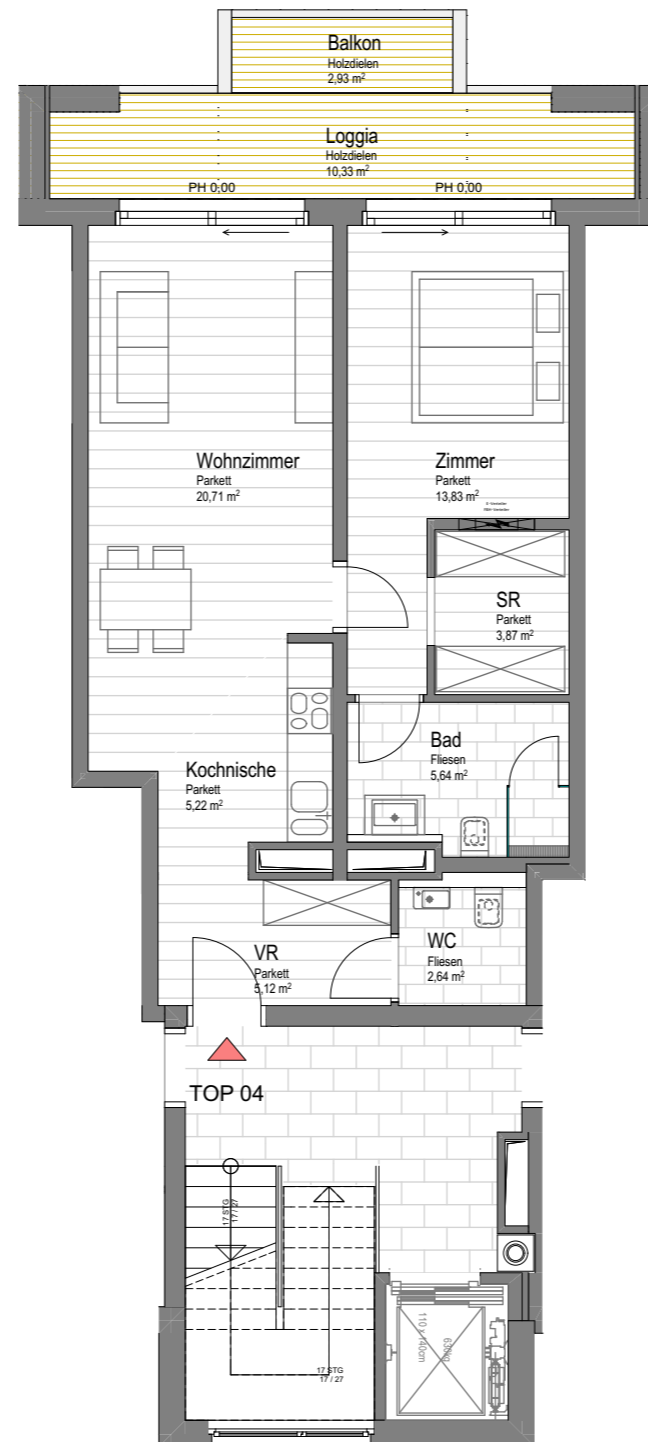 Balkon
Holzdielen
2,93 m²
Loggia
Holzdielen
10,33 m²
PH 0,00
PH 0,00
Wohnzimmer
Parkett
20,71 m²
Zimmer
Parkett
13,83 m²
SR
Parkett
3,87 m²
Bad
Fliesen
5,64 m²
Kochnische
Parkett
5,22 m²
VR
Parkett
5,12 m²
WC
Fliesen
2,64 m²
TOP 04
17 STG
17 / 27
17 STG
17 / 27
630kg
110 x 140cm